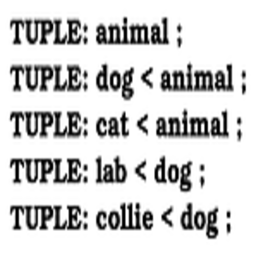 TUPLE: animal ;
TUPLE: dog < animal ;
TUPLE: cat < animal ;
TUPLE: lab < dog ;
TUPLE: collie < dog ;